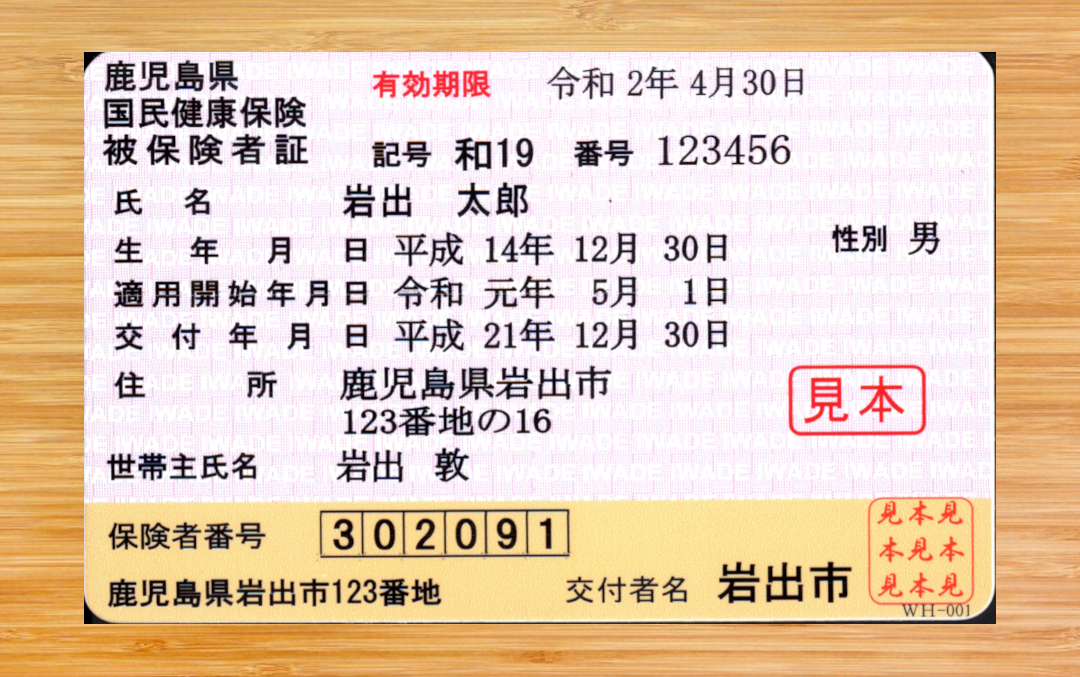 鹿児島県
国民健康保険
被保険者証
有効期限 令和 2年 4月30日
記号 和19 番号 123456
氏 名 岩出 太郎
生 年 月 日 平成 14年 12月 30日
性別 男
適用開始年月日 令和 元年 5月 1日
交 付 年 月 日 平成 21年 12月 30日
住 所 鹿児島県岩出市
123番地の16
見本
世帯主氏名 岩出 敦
保険者番号 302091
鹿児島県岩出市123番地
交付者名 岩出市
見本見
本見本
見本見
WH-001
IWADE IWADE IWADE IWADE